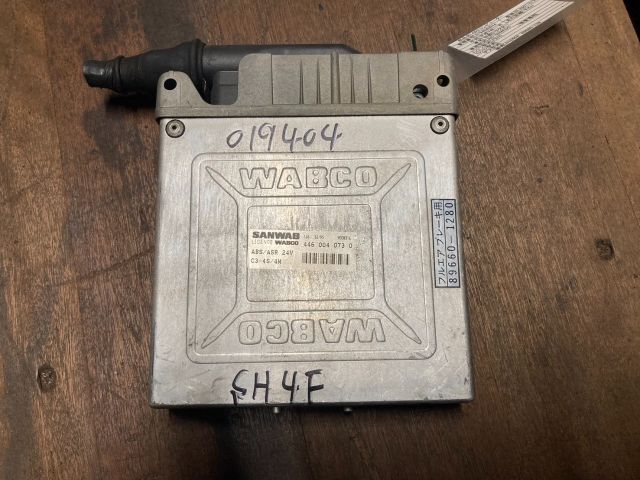 019404
WABCO
SANWAB
LICENCE WABCO 446 004 073 0
ABS/ASR 24V
C3-4S/4M
フルエア ブレーキ用
89660-1280
WABCO
SH4F